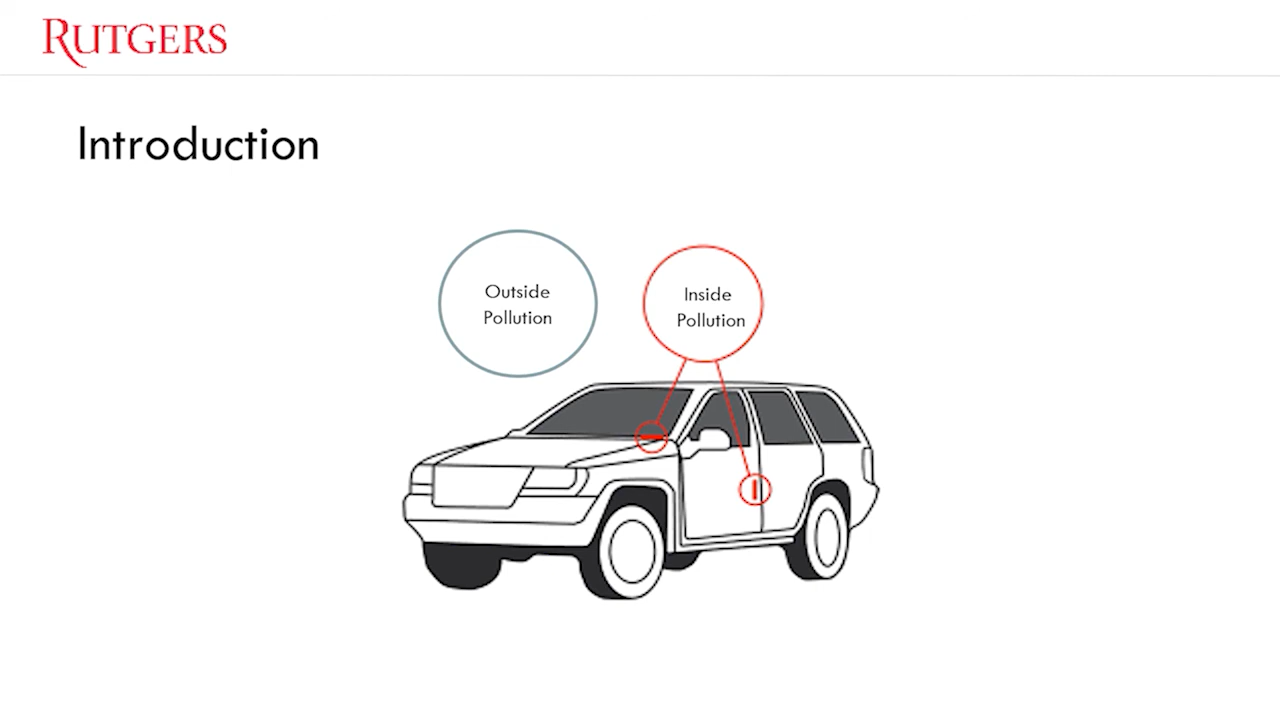 RUTGERS
Introduction
Outside
Pollution
Inside
Pollution